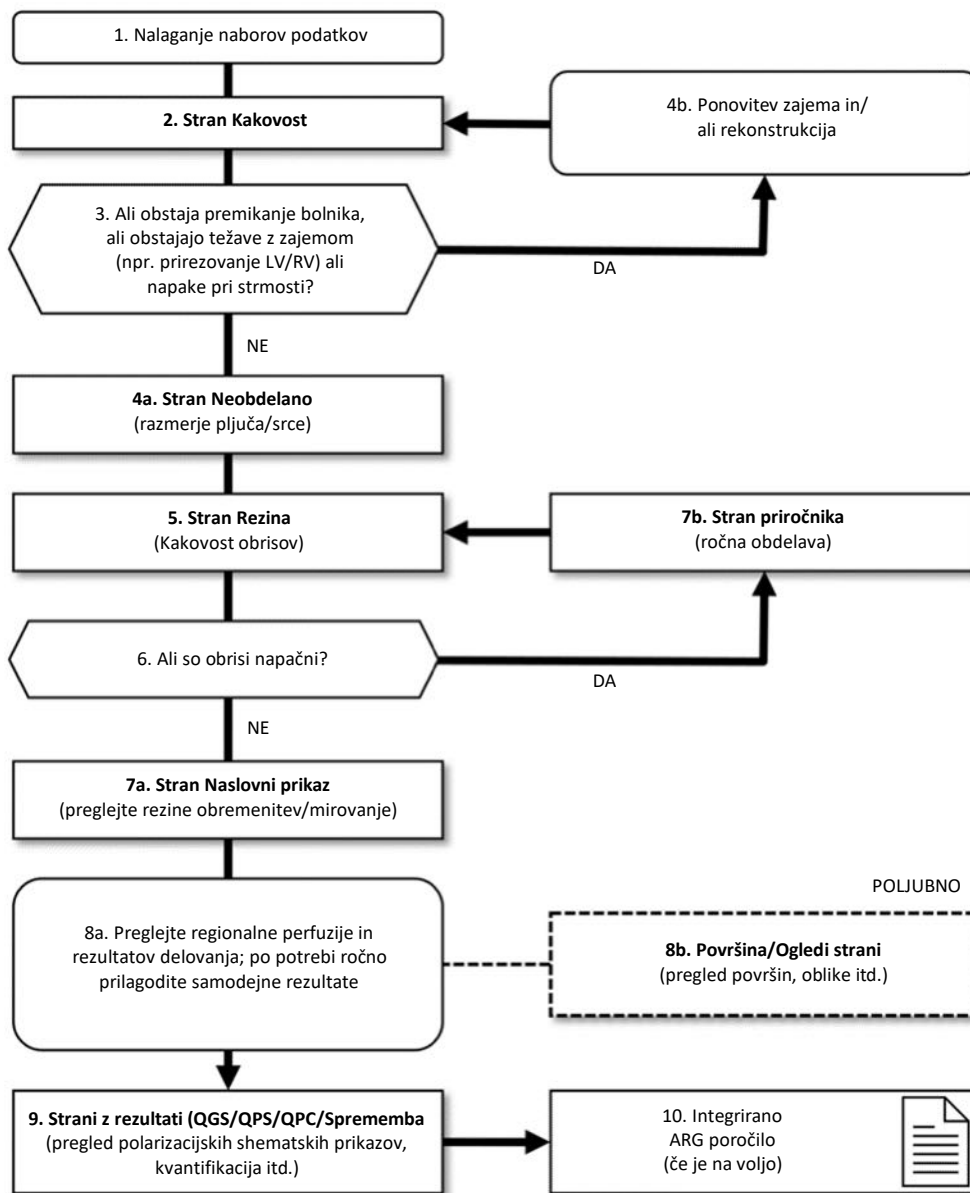 1. Nalaganje naborov podatkov
2. Stran Kakovost
4b. Ponovitev zajema in/
ali rekonstrukcija
3. Ali obstaja premikanje bolnika,
ali obstajajo težave z zajemom
(npr. prirezovanje LV/RV) ali
napake pri strmosti?
DA
NE
4a. Stran Neobdelano
(razmerje pljuča/srce)
5. Stran Rezina
(Kakovost obrisov)
7b. Stran priročnika
(ročna obdelava)
6. Ali so obrisi napačni?
DA
NE
7a. Stran Naslovni prikaz
(preglejte rezine obremenitev/mirovanje)
POLJUBNO
8a. Preglejte regionalne perfuzije in
rezultatov delovanja; po potrebi ročno
prilagodite samodejne rezultate
8b. Površina/Ogledi strani
(pregled površin, oblike itd.)
9. Strani z rezultati (QGS/QPS/QPC/Sprememba
(pregled polarizacijskih shematskih prikazov,
kvantifikacija itd.)
10. Integrirano
ARG poročilo
(če je na voljo)